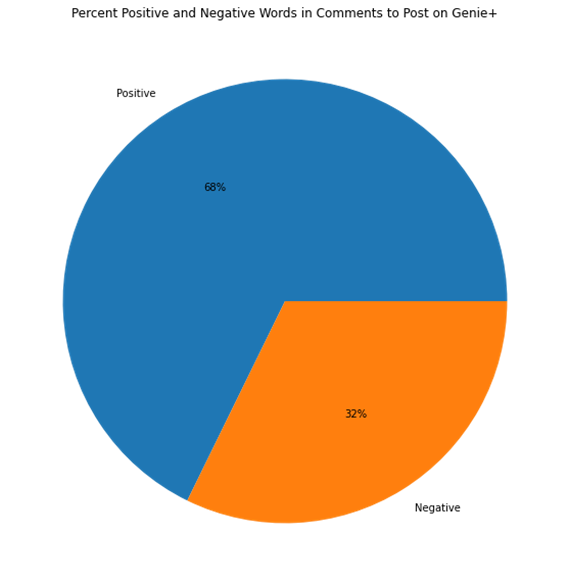 Percent Positive and Negative Words in Comments to Post on Genie+
Positive
68%
32%
Negative